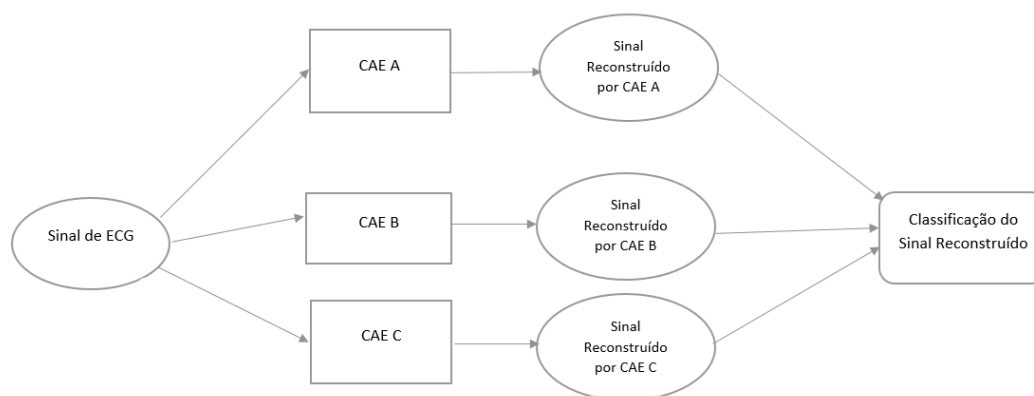 CAE A
Sinal
Reconstruído
por CAE A
Sinal de ECG
CAE B
Sinal
Reconstruído
por CAE B
Classificação do
Sinal Reconstruído
CAE C
Sinal
Reconstruído
por CAE C